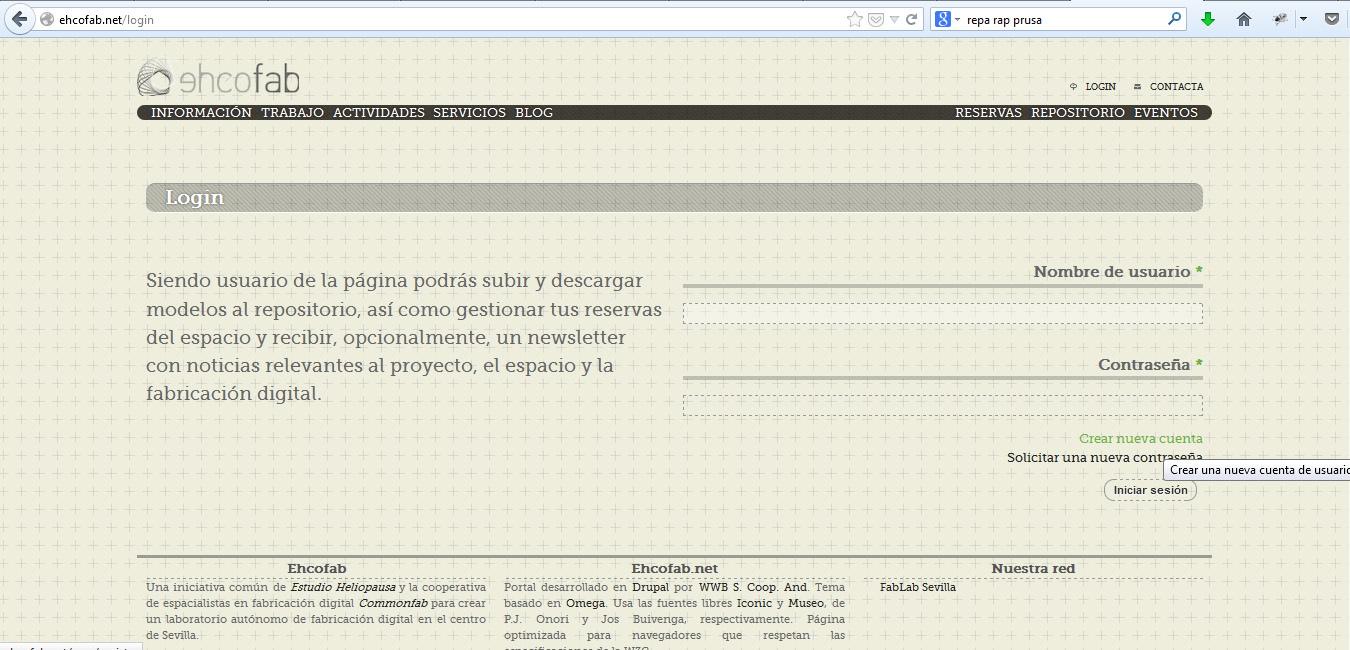 ehcofab.net/login
repa rap prusa
ehcofab
LOGIN CONTACTA
INFORMACIÓN TRABAJO ACTIVIDADES SERVICIOS BLOG RESERVAS REPOSITORIO EVENTOS
Login
Siendo usuario de la página podrás subir y descargar
modelos al repositorio, así como gestionar tus reservas
del espacio y recibir, opcionalmente, un newsletter
con noticias relevantes al proyecto, el espacio y la
fabricación digital.
Nombre de usuario *
Contraseña *
Crear nueva cuenta
Solicitar una nueva contraseña
Crear una nueva cuenta de usuario
Iniciar sesión
Ehcofab
Una iniciativa común de Estudio Heliopausa y la cooperativa
de espacialistas en fabricación digital Commonfab para crear
un laboratorio autónomo de fabricación digital en el centro
de Sevilla.
Ehcofab.net
Portal desarrollado en Drupal por WWB S. Coop. And. Tema
basado en Omega. Usa las fuentes libres Iconic y Museo, de
P.J. Onori y Jos Buivenga, respectivamente. Página
optimizada para navegadores que respetan las
especificaciones de la W3C.
Nuestra red
FabLab Sevilla